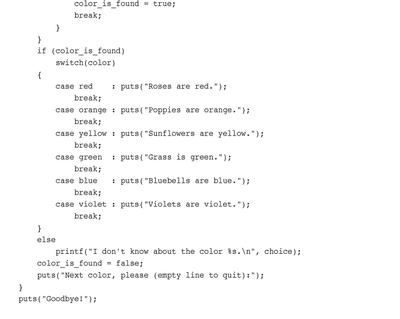 color_is_found = true;
break;
}
}
if (color_is_found)
switch(color)
{
case red : puts("Roses are red.");
break;
case orange : puts("Poppies are orange.");
break;
case yellow : puts("Sunflowers are yellow.");
break;
case green : puts("Grass is green.");
break;
case blue : puts("Bluebells are blue.");
break;
case violet : puts("Violets are violet.");
break;
}
else
printf("I don't know about the color %s.\n", choice);
color_is_found = false;
puts("Next color, please (empty line to quit):");
}
puts("Goodbye!");